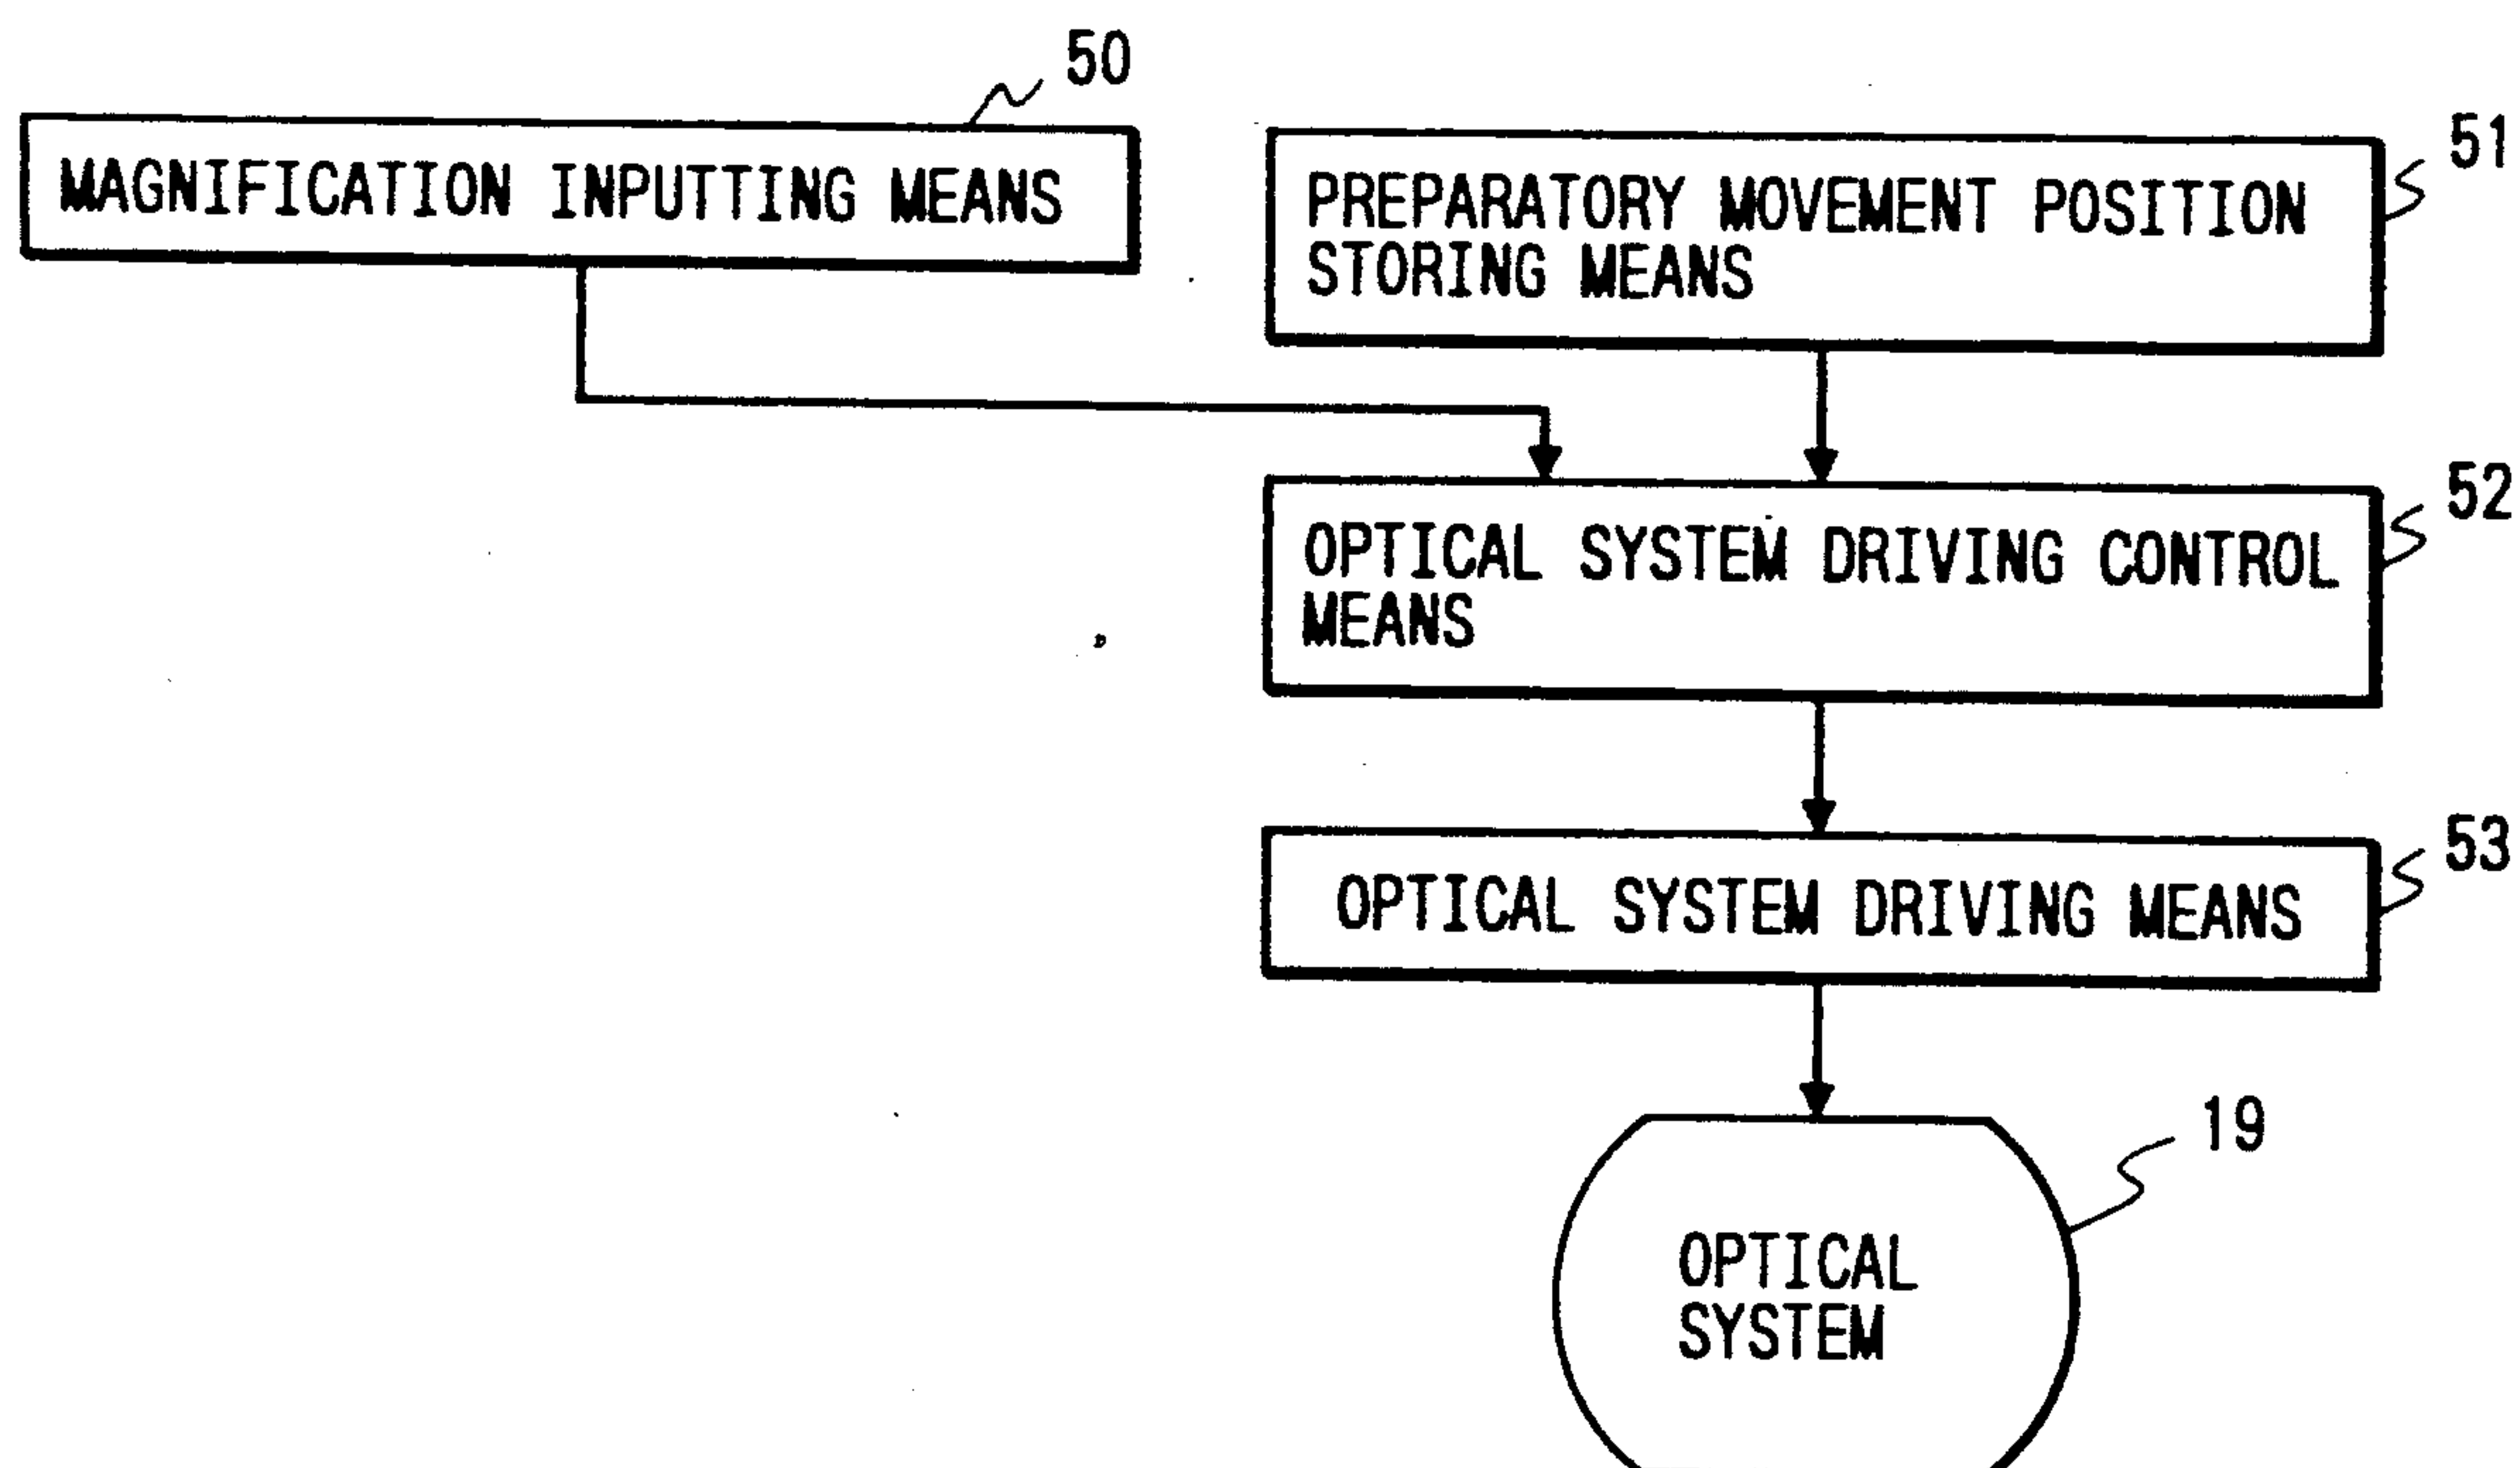 50
MAGNIFICATION INPUTTING MEANS
51
PREPARATORY MOVEMENT POSITION
STORING MEANS
52
OPTICAL SYSTEM DRIVING CONTROL
MEANS
53
OPTICAL SYSTEM DRIVING MEANS
19
OPTICAL
SYSTEM